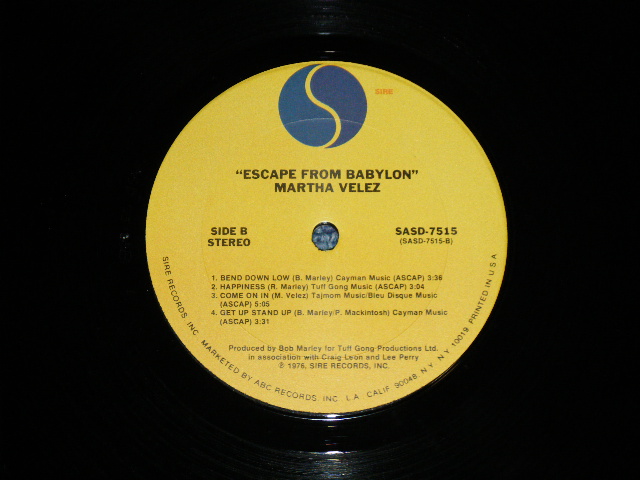 SIRE
"ESCAPE FROM BABYLON"
MARTHA VELEZ
SIDE B
STEREO
SASD-7515
(SASD-7515-B)
1. BEND DOWN LOW (B. Marley) Cayman Music (ASCAP) 3:36
2. HAPPINESS (R. Marley) Tuff Gong Music (ASCAP) 3:04
3. COME ON IN (M. Velez) Tajmom Music/Bleu Disque Music
(ASCAP) 5:05
4. GET UP STAND UP (B. Marley/P. Mackintosh) Cayman Music
(ASCAP) 3:31
Produced by Bob Marley for Tuff Gong Productions Ltd.
in association with Craig Leon and Lee Perry
℗ 1976, SIRE RECORDS, INC.
SIRE RECORDS, INC. MARKETED BY ABC RECORDS, INC. L.A. CALIF. 90048, N.Y. N.Y. 10019 PRINTED IN U.S.A.